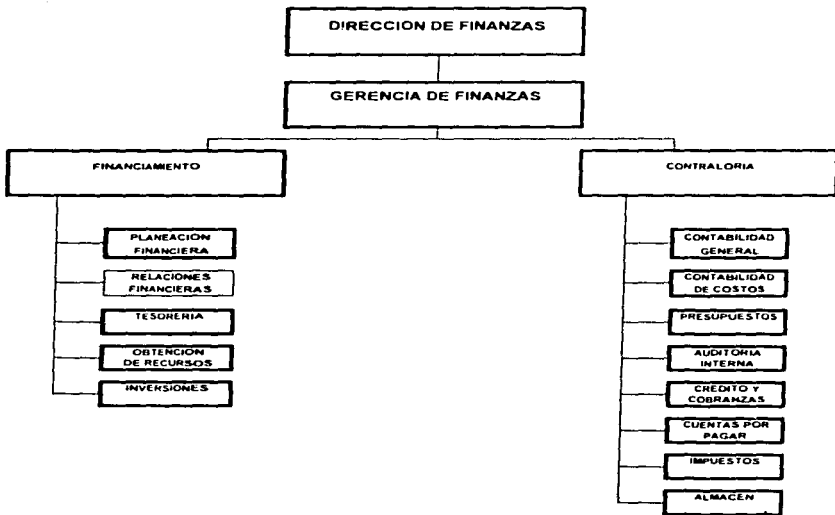 DIRECCION DE FINANZAS
GERENCIA DE FINANZAS
FINANCIAMIENTO
PLANEACION
FINANCIERA
RELACIONES
FINANCIERAS
TESORERIA
OBTENCION
DE RECURSOS
INVERSIONES
CONTRALORIA
CONTABILIDAD
GENERAL
CONTABILIDAD
DE COSTOS
PRESUPUESTOS
AUDITORIA
INTERNA
CREDITO Y
COBRANZAS
CUENTAS POR
PAGAR
IMPUESTOS
ALMACEN